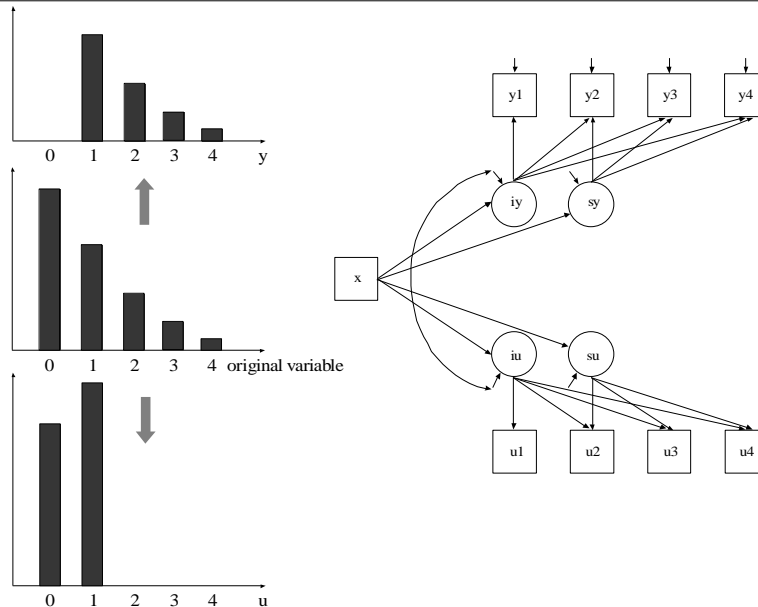 y
0 1 2 3 4 y
0 1 2 3 4 original variable
0 1 2 3 4 u
y1 y2 y3 y4
iy sy
x
iu su
u1 u2 u3 u4